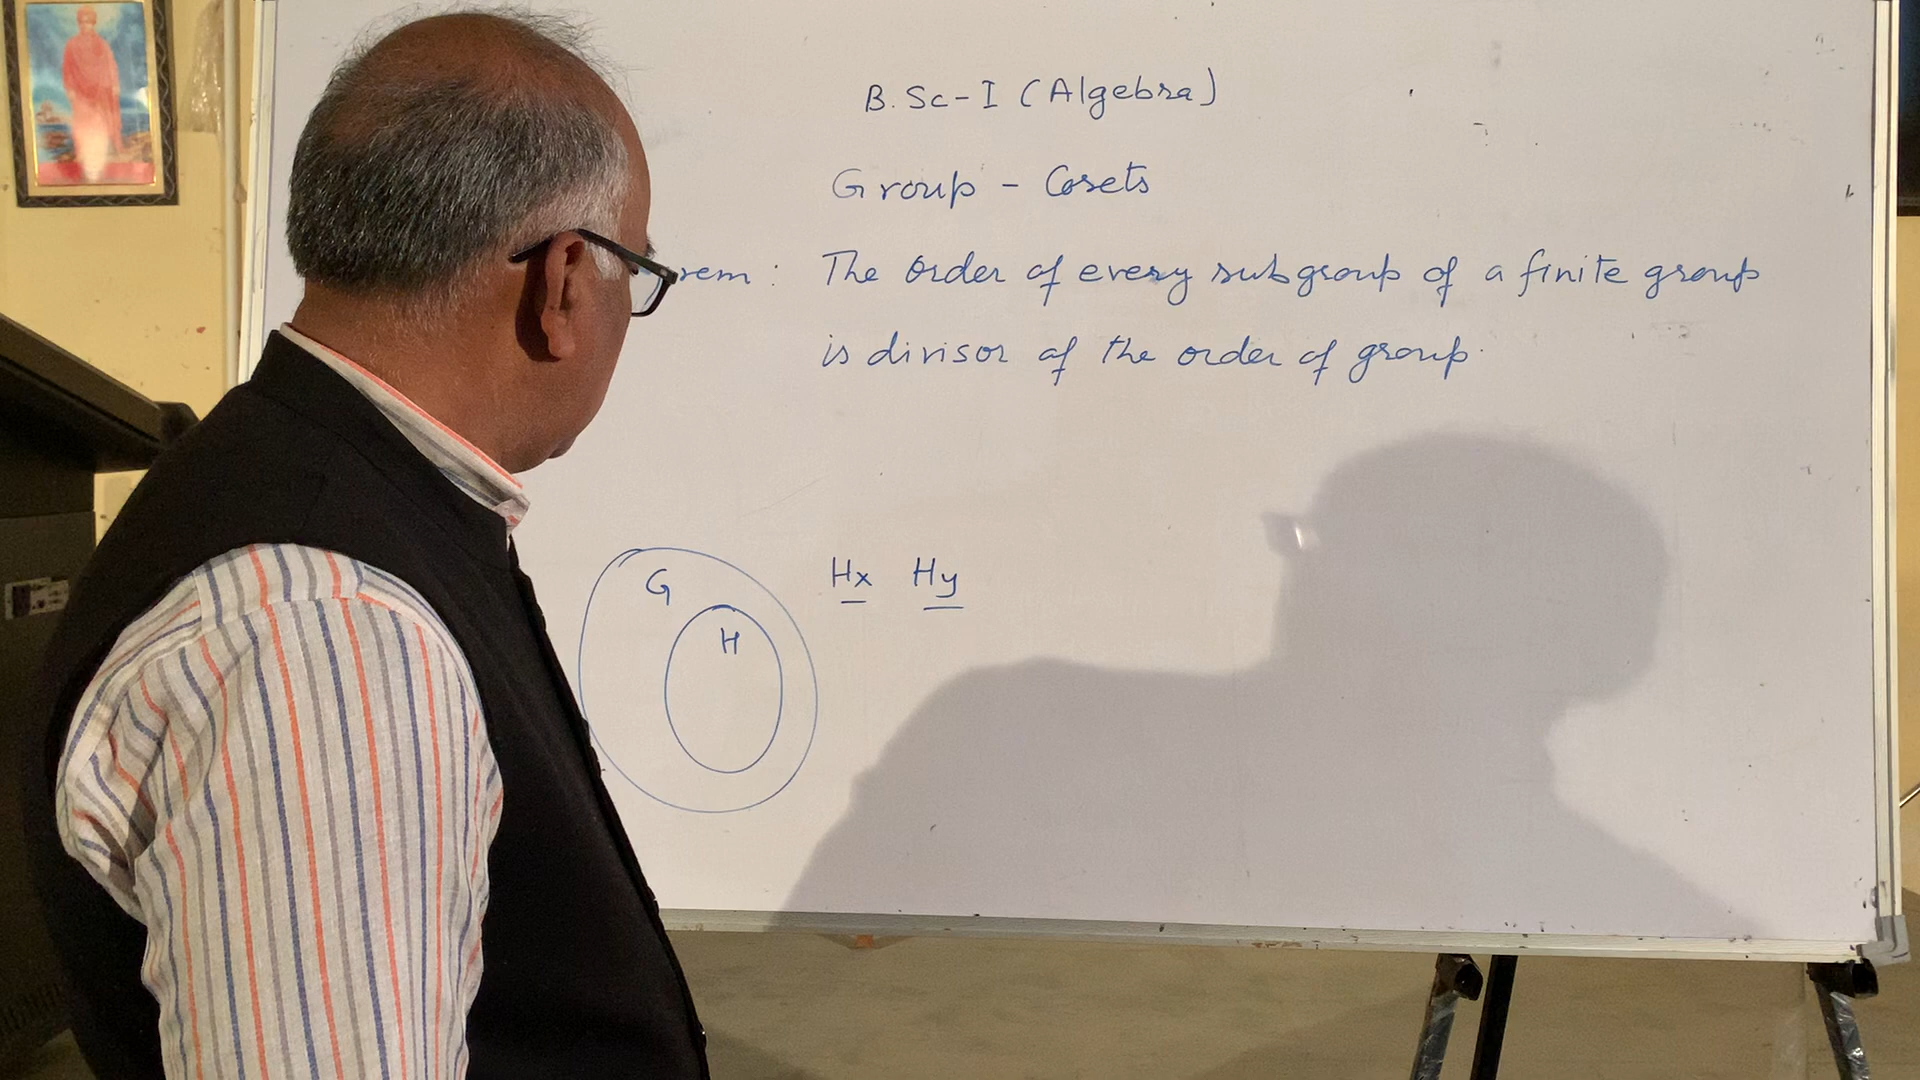 B.Sc-I (Algebra)
Group - Cosets
rem : The order of every subgroup of a finite group
is divisor of the order of group.
G
Hx Hy
H